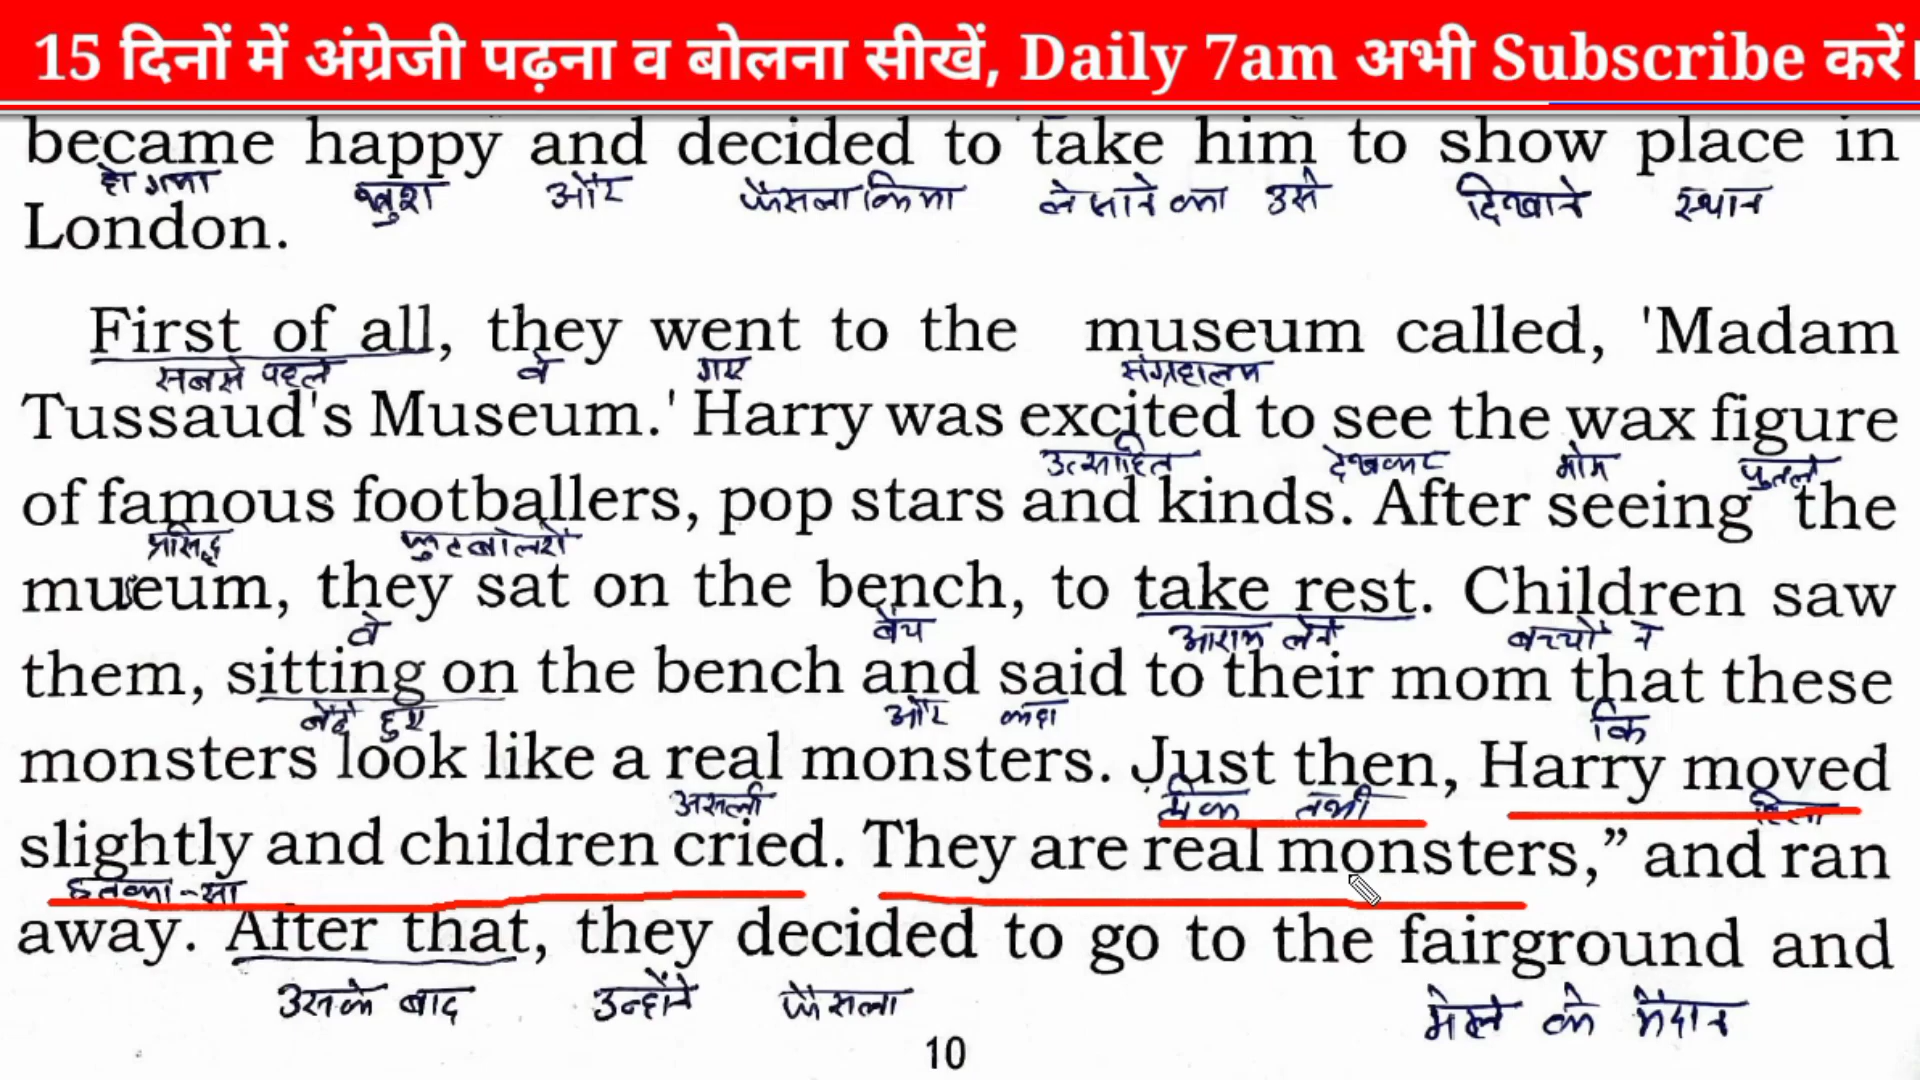 15 दिनों में अंग्रेजी पढ़ना व बोलना सीखें, Daily 7am अभी Subscribe करें।
became happy and decided to take him to show place in
हो गया खुश और फैसला किया ले जाने का उसे दिखाने स्थान
London.
First of all, they went to the museum called, 'Madam
सबसे पहले वे गए संग्रहालय
Tussaud's Museum.' Harry was excited to see the wax figure
उत्साहित देखकर मोम पुतले
of famous footballers, pop stars and kinds. After seeing the
प्रसिद्ध फुटबोलरों
mueum, they sat on the bench, to take rest. Children saw
वे बेंच आराम लेने बच्चों ने
them, sitting on the bench and said to their mom that these
बैठे हुए और कहा कि
monsters look like a real monsters. Just then, Harry moved
असली ठीक तभी हिला
slightly and children cried. They are real monsters,” and ran
हलका-सा
away. After that, they decided to go to the fairground and
उसके बाद उन्होंने फैसला मेले के मैदान
10